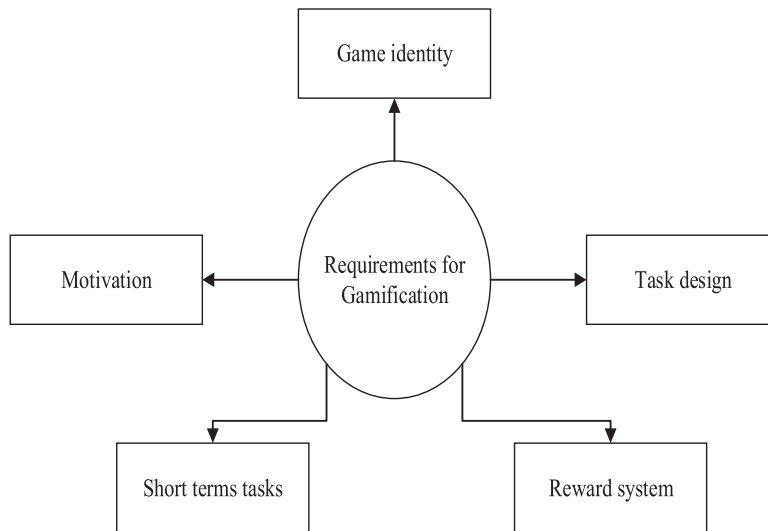 Game identity
Motivation
Requirements for
Gamification
Task design
Short terms tasks
Reward system